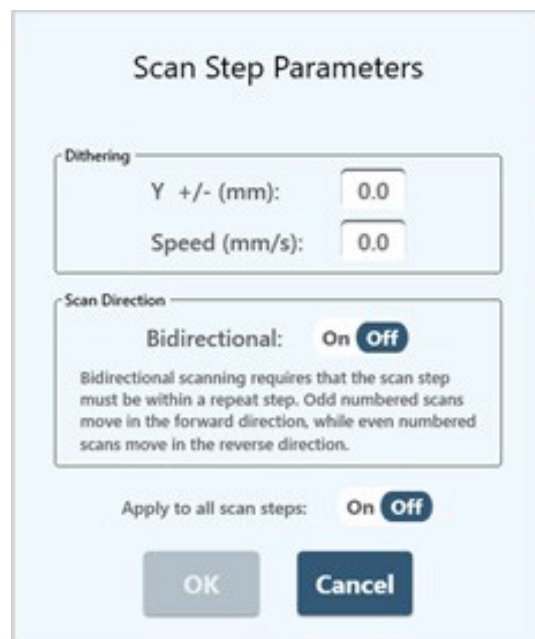 Scan Step Parameters
Dithering
Y +/- (mm): 0.0
Speed (mm/s): 0.0
Scan Direction
Bidirectional: On Off
Bidirectional scanning requires that the scan step
must be within a repeat step. Odd numbered scans
move in the forward direction, while even numbered
scans move in the reverse direction.
Apply to all scan steps: On Off
OK Cancel